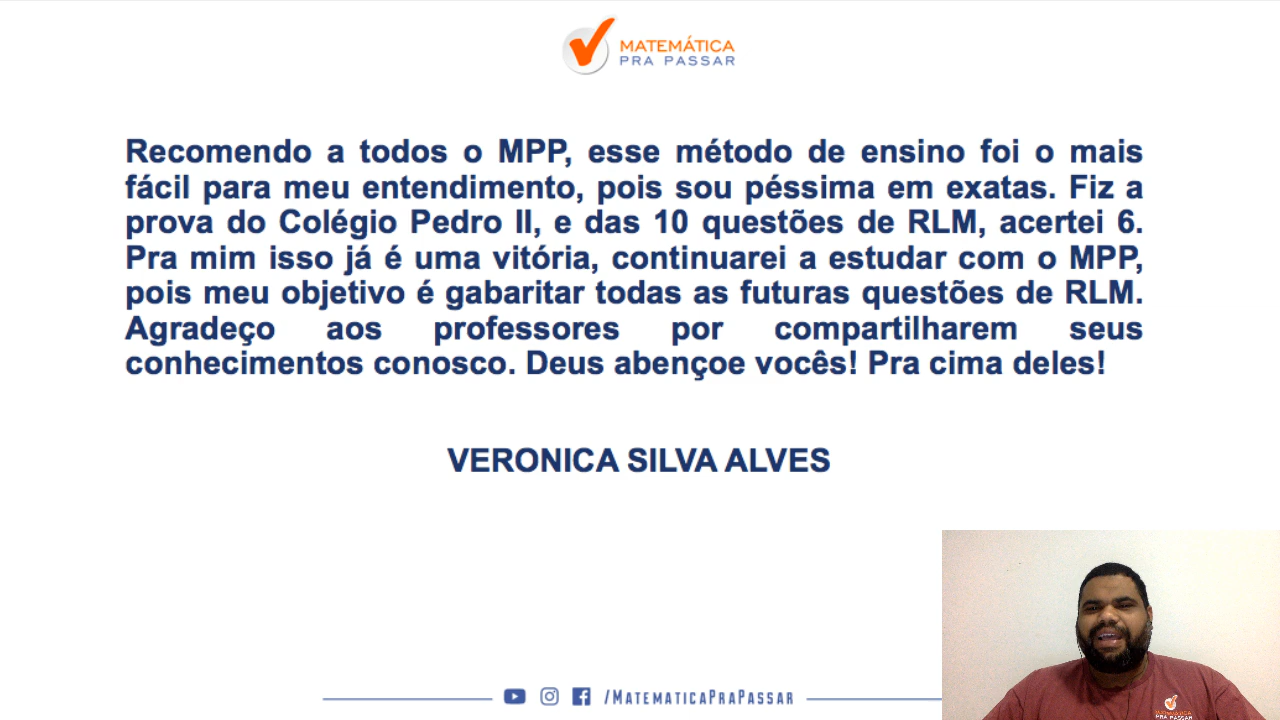 MATEMÁTICA
PRA PASSAR
Recomendo a todos o MPP, esse método de ensino foi o mais
fácil para meu entendimento, pois sou péssima em exatas. Fiz a
prova do Colégio Pedro II, e das 10 questões de RLM, acertei 6.
Pra mim isso já é uma vitória, continuarei a estudar com o MPP,
pois meu objetivo é gabaritar todas as futuras questões de RLM.
Agradeço aos professores por compartilharem seus
conhecimentos conosco. Deus abençoe vocês! Pra cima deles!
VERONICA SILVA ALVES
/MATEMATICAPRAPASSAR
MATEMÁTICA
PRA PASSAR